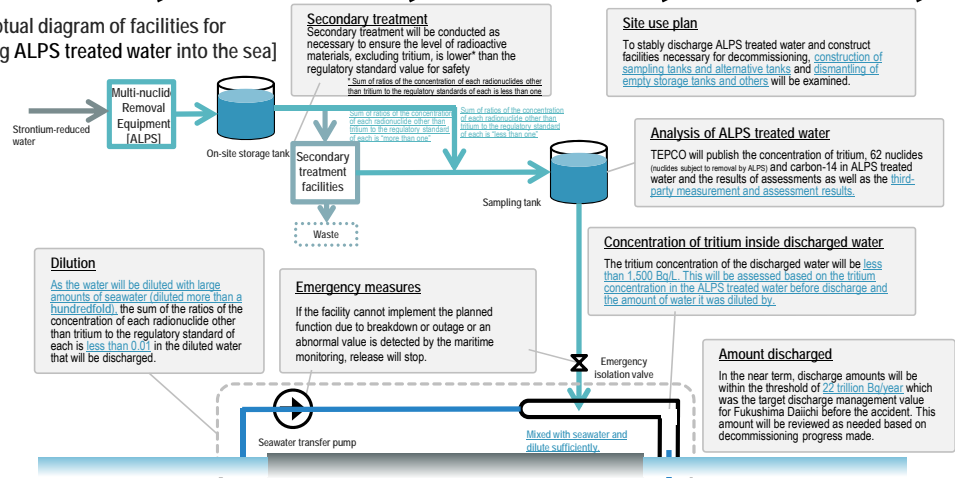 ptual diagram of facilities for
g ALPS treated water into the sea]
Secondary treatment
Secondary treatment will be conducted as
necessary to ensure the level of radioactive
materials, excluding tritium, is lower* than the
regulatory standard value for safety
* Sum of ratios of the concentration of each radionuclides other
than tritium to the regulatory standards of each is less than one
Site use plan
To stably discharge ALPS treated water and construct
facilities necessary for decommissioning, construction of
sampling tanks and alternative tanks and dismantling of
empty storage tanks and others will be examined.
Strontium-reduced
water
Multi-nuclide
Removal
Equipment
[ALPS]
On-site storage tank
Sum of ratios of the concentration
of each radionuclide other than
tritium to the regulatory standard
of each is "more than one"
Sum of ratios of the concentration
of each radionuclide other than
tritium to the regulatory standard
of each is "less than one"
Secondary
treatment
facilities
Waste
Sampling tank
Analysis of ALPS treated water
TEPCO will publish the concentration of tritium, 62 nuclides
(nuclides subject to removal by ALPS) and carbon-14 in ALPS treated
water and the results of assessments as well as the third-
party measurement and assessment results.
Concentration of tritium inside discharged water
The tritium concentration of the discharged water will be less
than 1,500 Bq/L. This will be assessed based on the tritium
concentration in the ALPS treated water before discharge and
the amount of water it was diluted by.
Dilution
As the water will be diluted with large
amounts of seawater (diluted more than a
hundredfold), the sum of the ratios of the
concentration of each radionuclide other
than tritium to the regulatory standard of
each is less than 0.01 in the diluted water
that will be discharged.
Emergency measures
If the facility cannot implement the planned
function due to breakdown or outage or an
abnormal value is detected by the maritime
monitoring, release will stop.
Emergency
isolation valve
Amount discharged
In the near term, discharge amounts will be
within the threshold of 22 trillion Bq/year which
was the target discharge management value
for Fukushima Daiichi before the accident. This
amount will be reviewed as needed based on
decommissioning progress made.
Seawater transfer pump
Mixed with seawater and
dilute sufficiently.